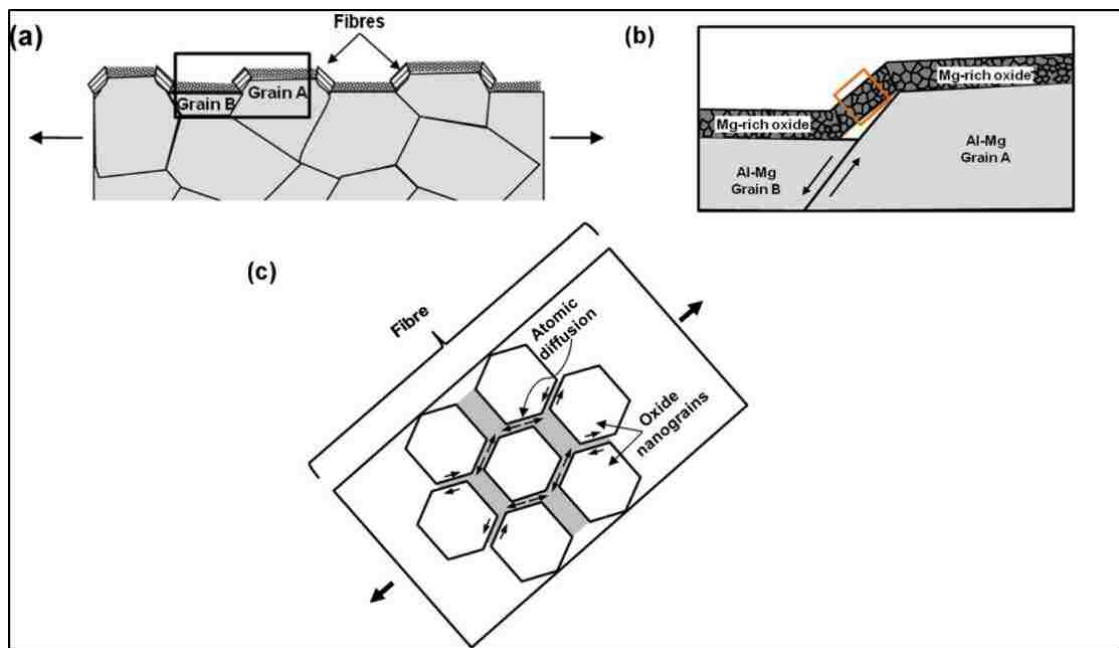 (a)
Fibres
Grain B
Grain A
(b)
Mg-rich oxide
Mg-rich oxide
Al-Mg
Grain B
Al-Mg
Grain A
(c)
Fibre
Atomic
diffusion
Oxide
nanograins